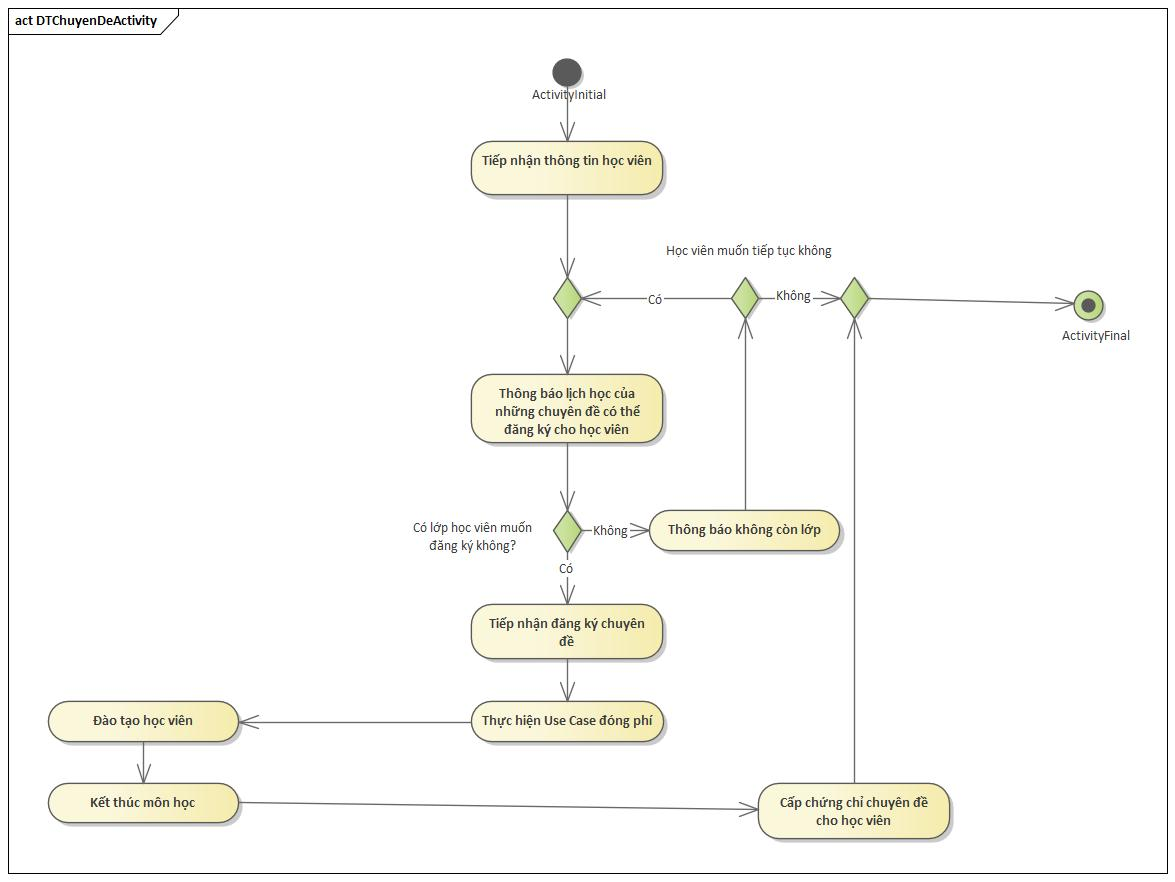 act DTChuyenDeActivity
ActivityInitial
Tiếp nhận thông tin học viên
Học viên muốn tiếp tục không
Có
Không
ActivityFinal
Thông báo lịch học của
những chuyên đề có thể
đăng ký cho học viên
Có lớp học viên muốn
đăng ký không?
Không
Thông báo không còn lớp
Có
Tiếp nhận đăng ký chuyên
đề
Đào tạo học viên
Thực hiện Use Case đóng phí
Kết thúc môn học
Cấp chứng chỉ chuyên đề
cho học viên